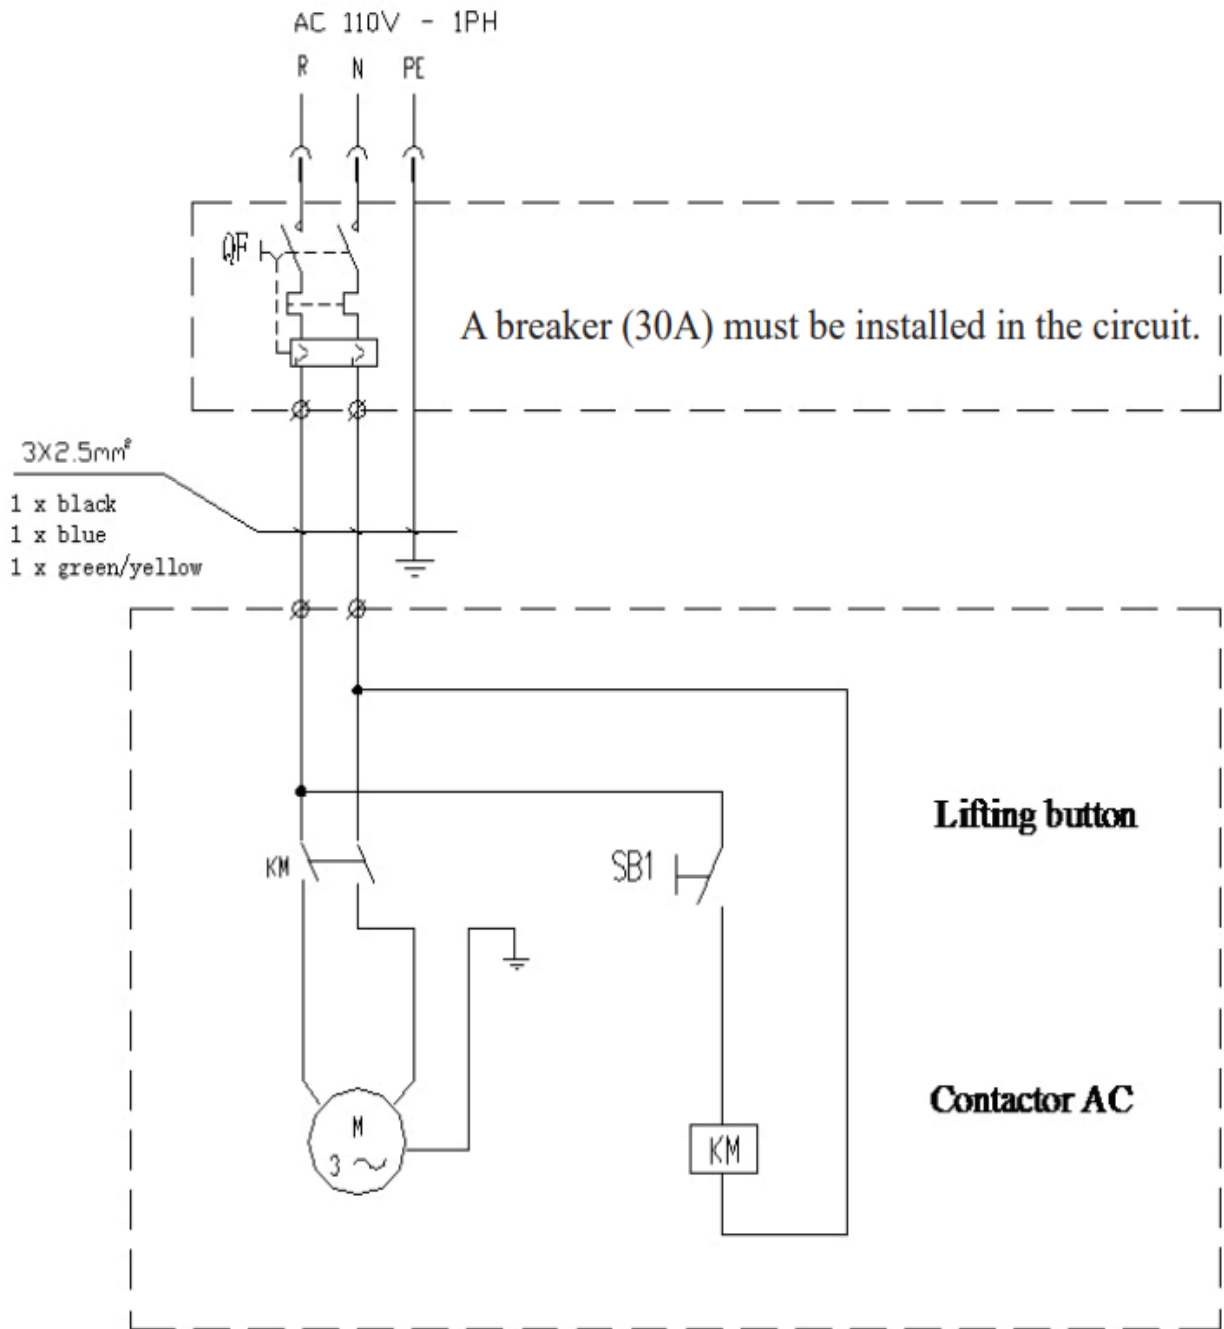 AC 110V - 1PH
R N PE
QF
A breaker (30A) must be installed in the circuit.
3X2.5mm²
1 x black
1 x blue
1 x green/yellow
Lifting button
KM
SB1
Contactor AC
M
3 ~
KM